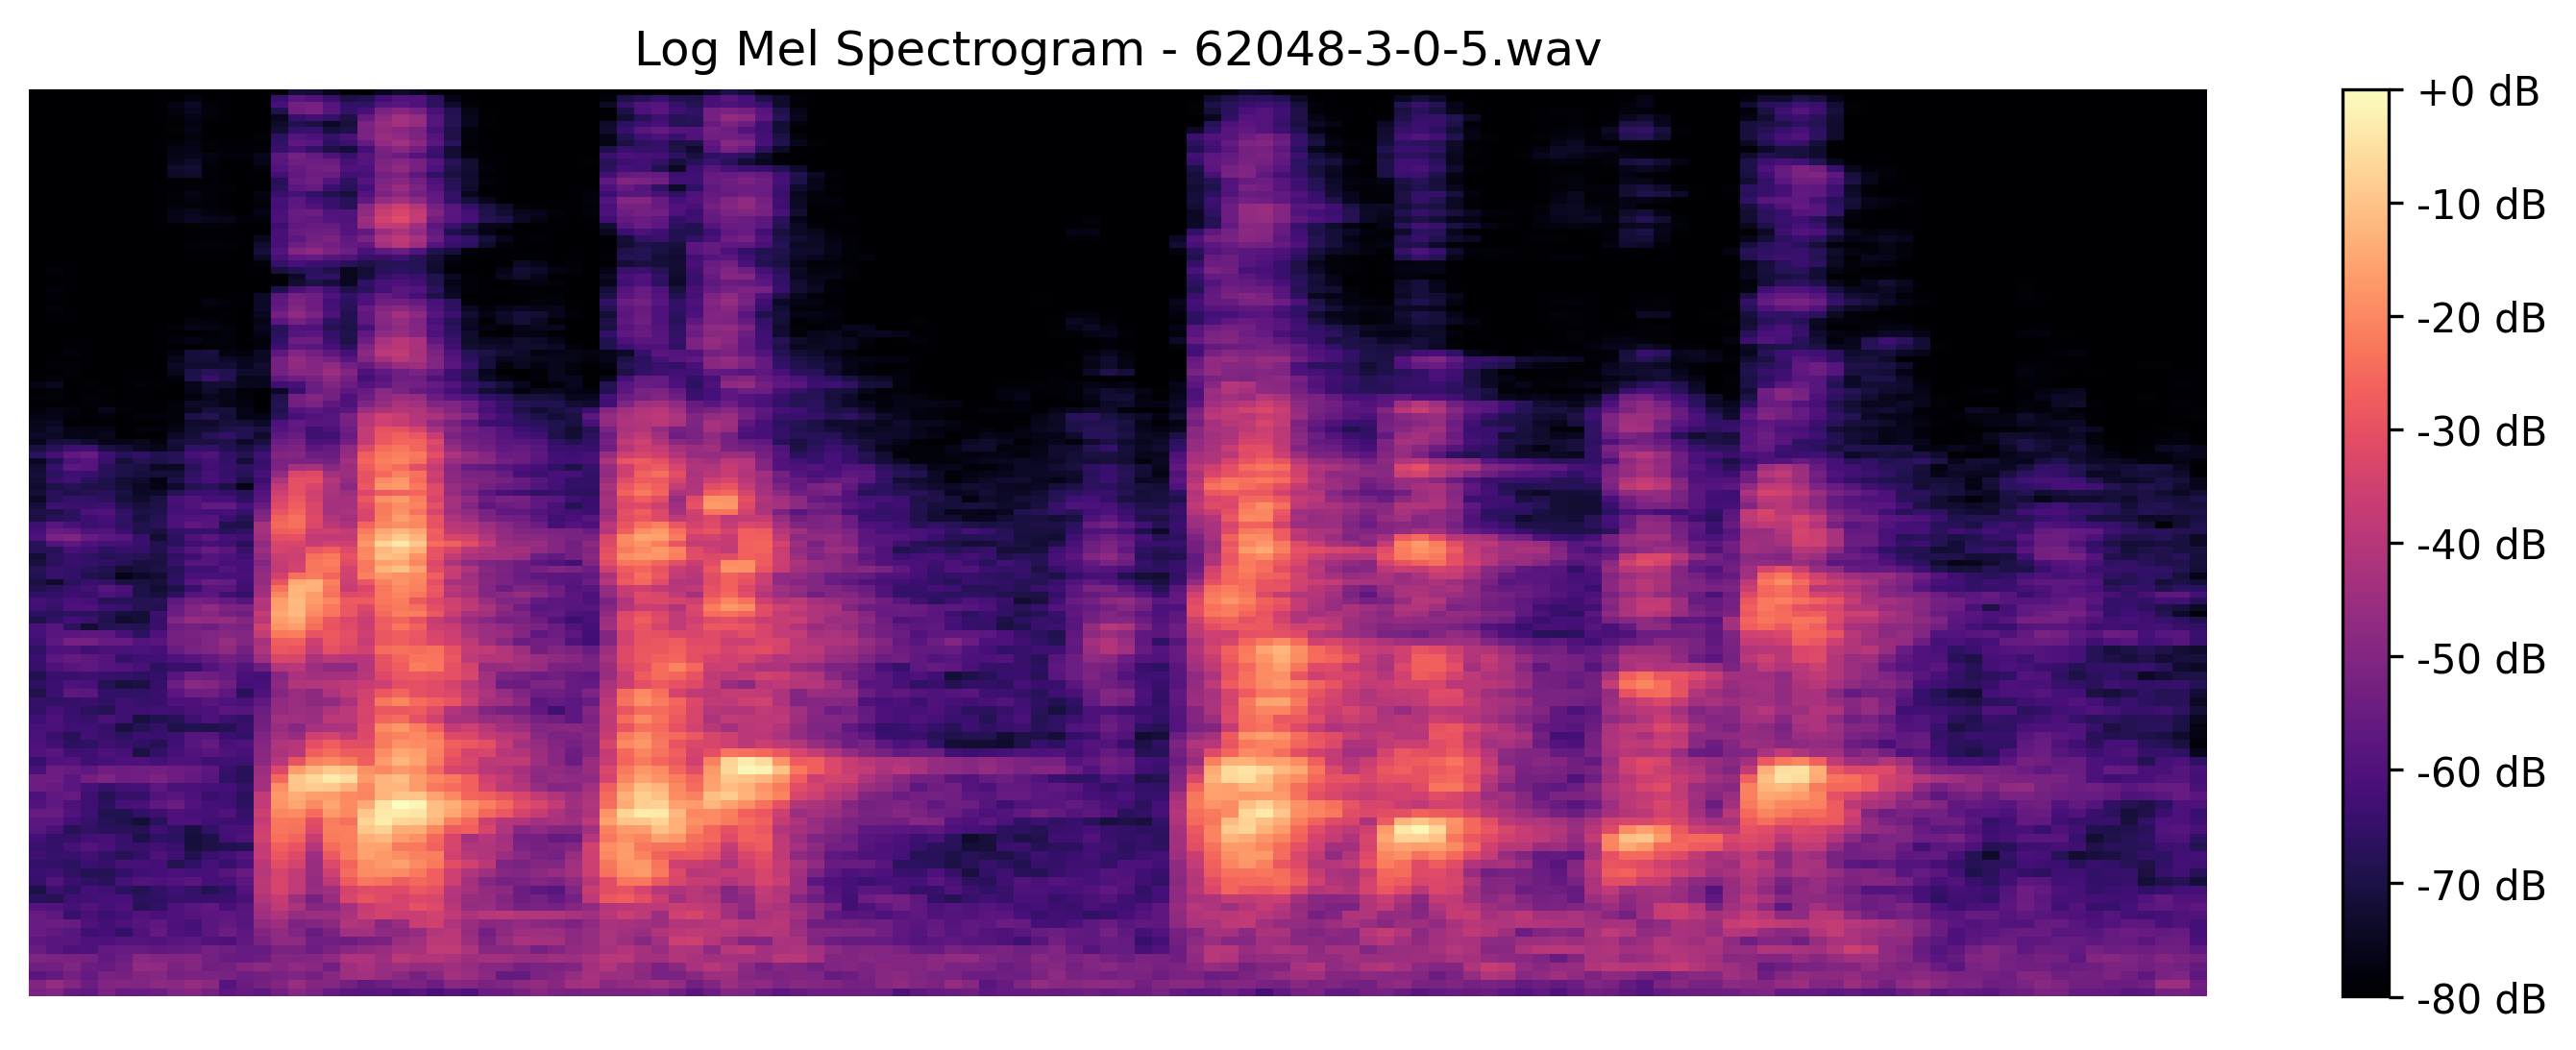 Log Mel Spectrogram - 62048-3-0-5.wav
+0 dB
-10 dB
-20 dB
-30 dB
-40 dB
-50 dB
-60 dB
-70 dB
-80 dB